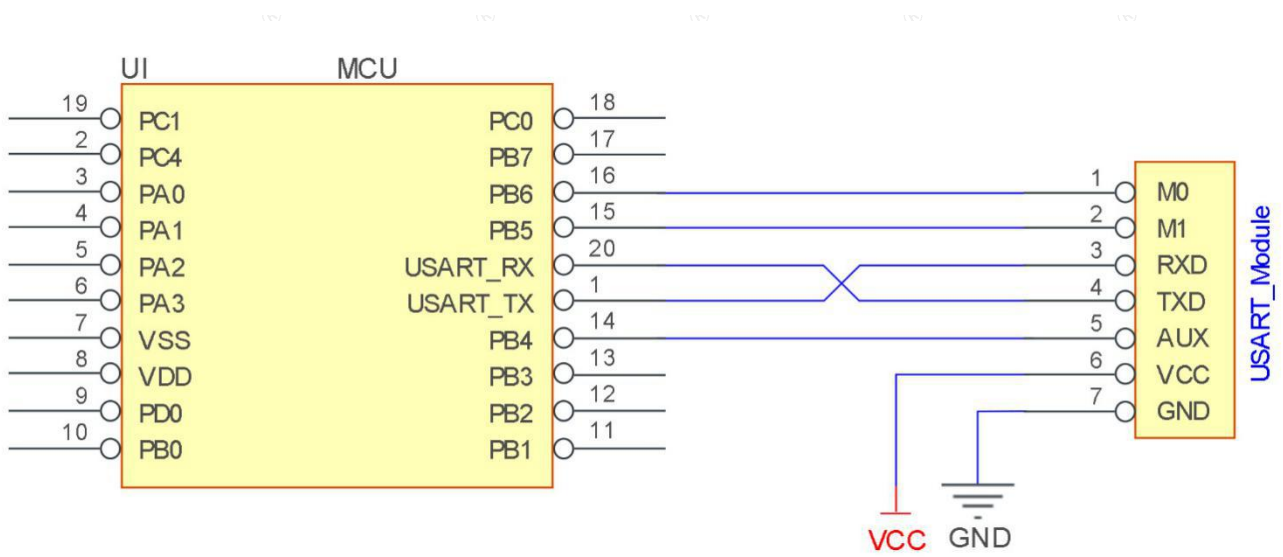 UI MCU
19 PC1 PC0 18
2 PC4 PB7 17
3 PA0 PB6 16 1 M0
4 PA1 PB5 15 2 M1
5 PA2 USART_RX 20 3 RXD
6 PA3 USART_TX 1 4 TXD
7 VSS PB4 14 5 AUX
8 VDD PB3 13 6 VCC
9 PD0 PB2 12 7 GND
10 PB0 PB1 11
USART_Module
VCC GND